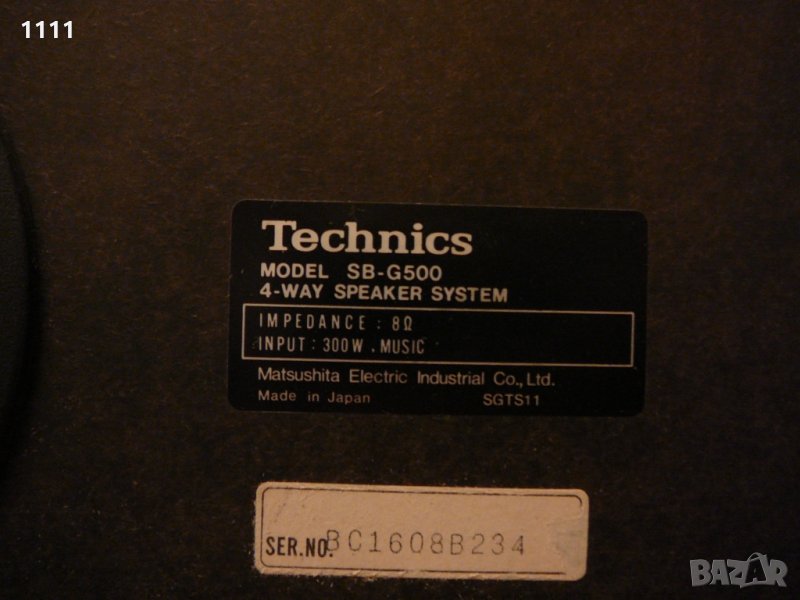 1111
Technics
MODEL SB-G500
4-WAY SPEAKER SYSTEM
IMPEDANCE : 8Ω
INPUT : 300W . MUSIC
Matsushita Electric Industrial Co., Ltd.
Made in Japan SGTS11
SER.NO. BC1608B234
BAZAR